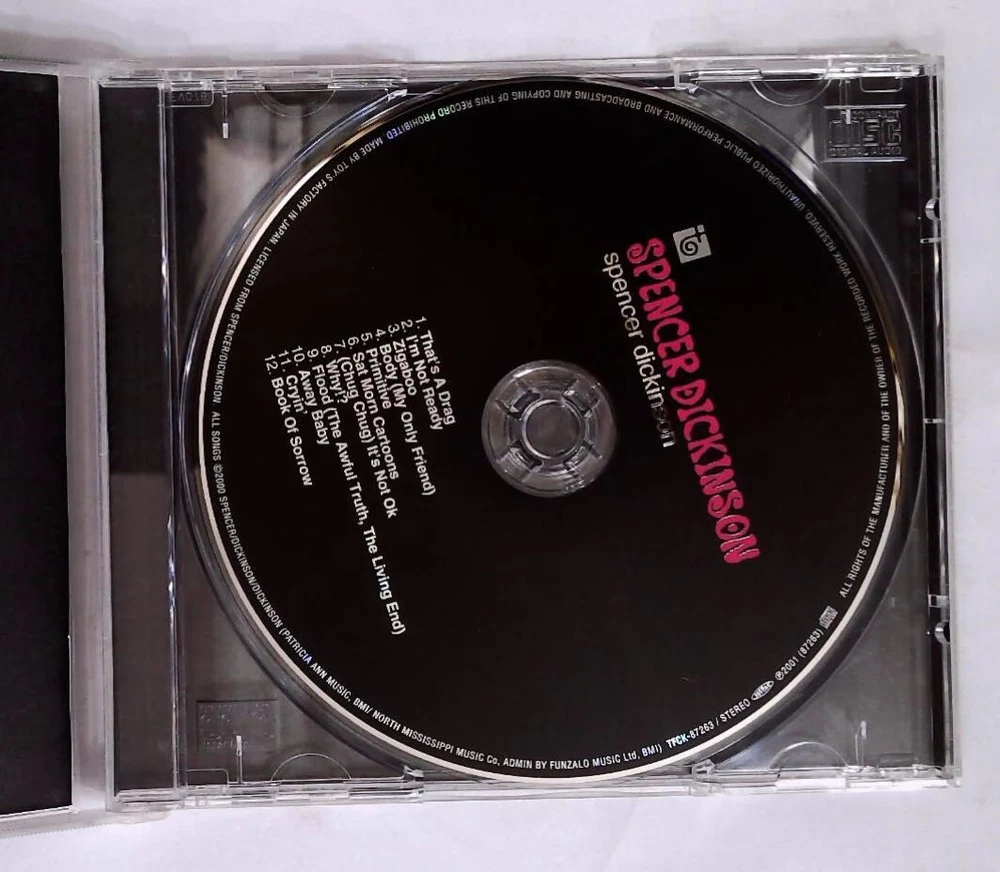 SPENCER DICKINSON
spencer dickinson
1. That's A Drag
2. I'm Not Ready
3. Zigaboo
4. Body (My Only Friend)
5. Primitive
6. Sat Morn Cartoons
7. (Chug Chug) It's Not Ok
8. Why!?
9. Flood (The Awful Truth, The Living End)
10. Away Baby
11. Cryin'
12. Book Of Sorrow
ALL RIGHTS OF THE MANUFACTURER AND OF THE OWNER OF THE RECORDED WORK RESERVED. UNAUTHORIZED PUBLIC PERFORMANCE AND BROADCASTING AND COPYING OF THIS RECORD PROHIBITED MADE BY TOY'S FACTORY IN JAPAN. LICENSED FROM SPENCER/DICKINSON ALL SONGS ©2000 SPENCER/DICKINSON/DICKINSON (PATRICIA ANN MUSIC, BMI/ NORTH MISSISSIPPI MUSIC Co, ADMIN BY FUNZALO MUSIC Ltd, BMI) TFCK-87263 / STEREO ℗2001 (87263)
DISC